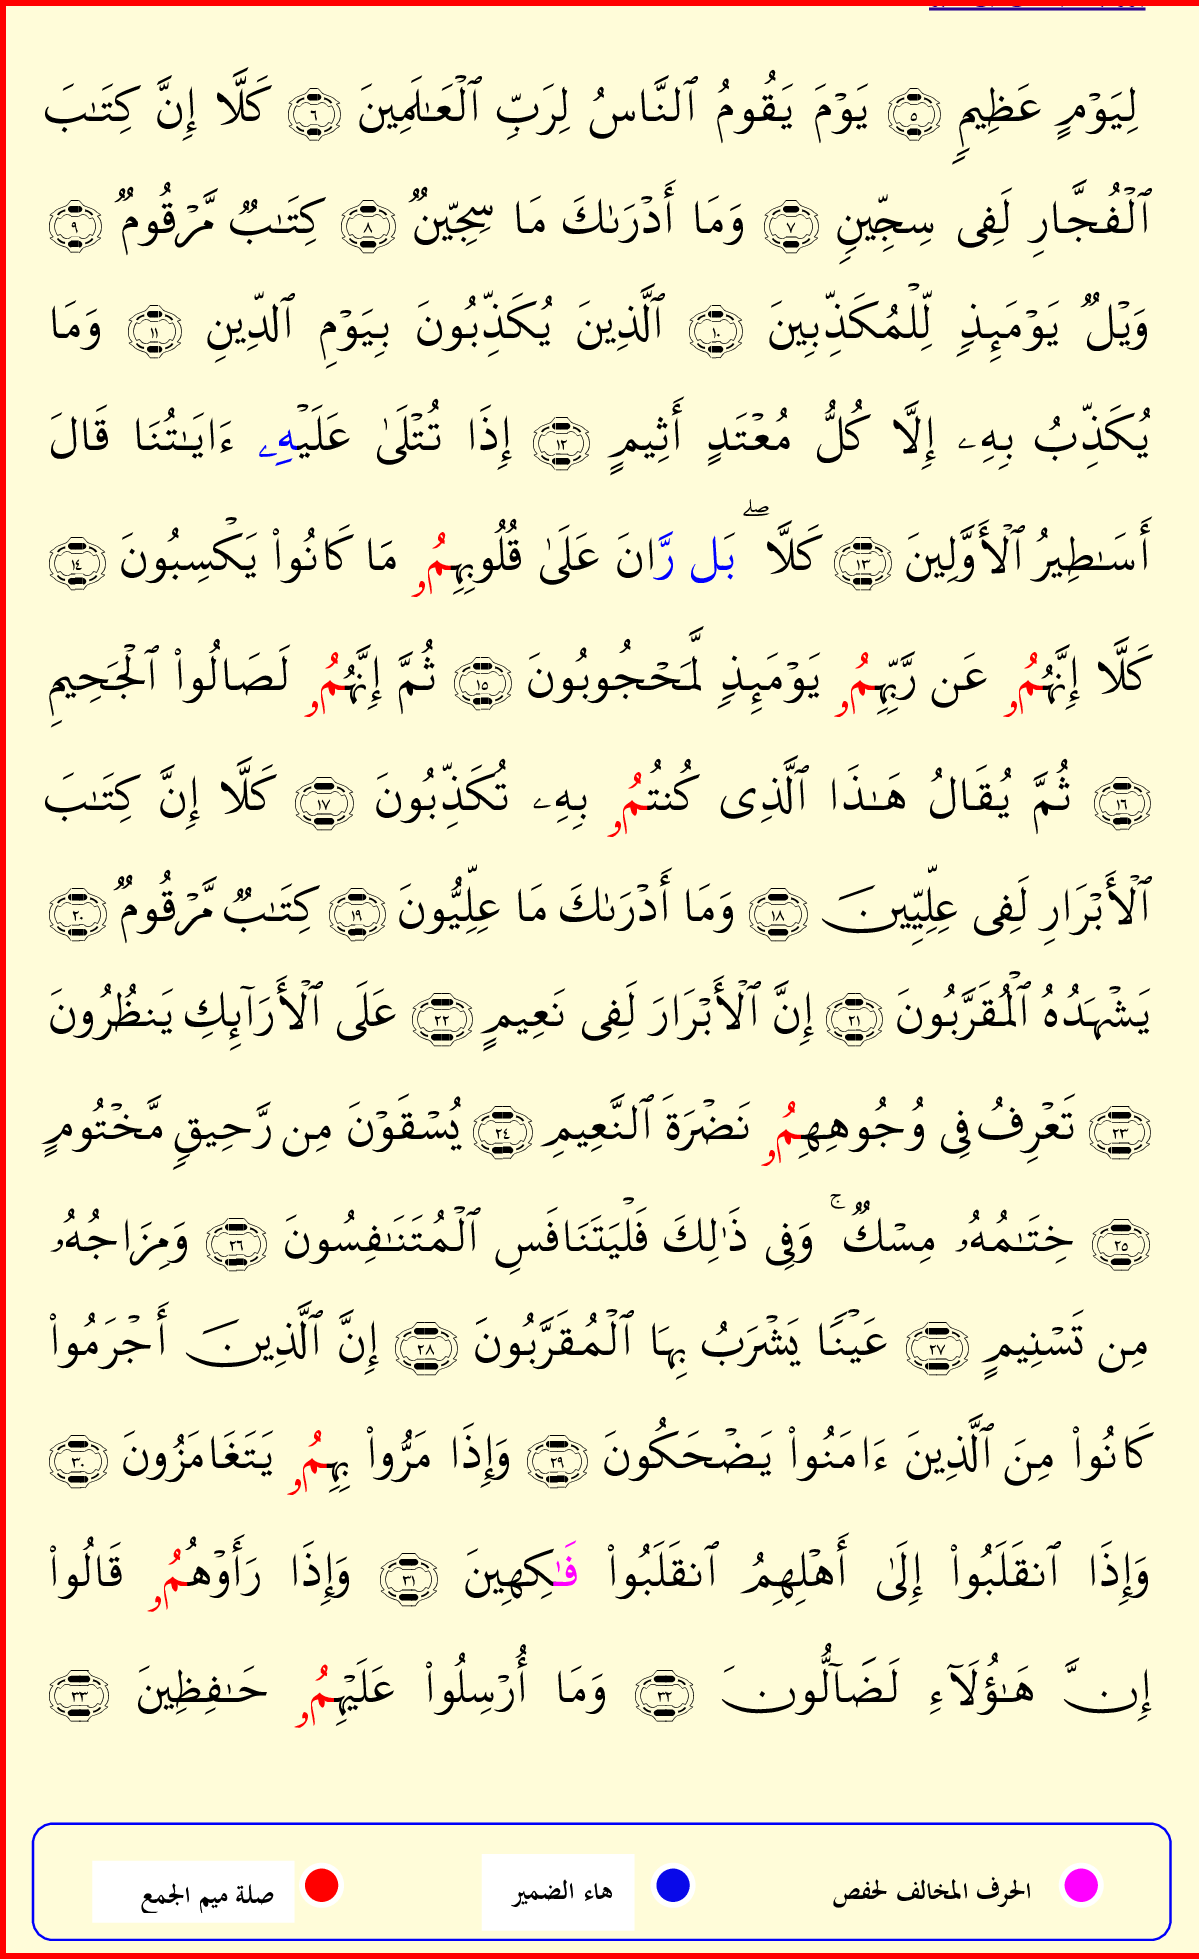 لِيَوْمٍ عَظِيمٍ ٥ يَوْمَ يَقُومُ ٱلنَّاسُ لِرَبِّ ٱلْعَـٰلَمِينَ ٦ كَلَّا إِنَّ كِتَـٰبَ
ٱلْفُجَّارِ لَفِى سِجِّينٍ ٧ وَمَا أَدْرَىٰكَ مَا سِجِّينٌ ٨ كِتَـٰبٌ مَّرْقُومٌ ٩
وَيْلٌ يَوْمَئِذٍ لِّلْمُكَذِّبِينَ ١٠ ٱلَّذِينَ يُكَذِّبُونَ بِيَوْمِ ٱلدِّينِ ١١ وَمَا
يُكَذِّبُ بِهِۦ إِلَّا كُلُّ مُعْتَدٍ أَثِيمٍ ١٢ إِذَا تُتْلَىٰ عَلَيْهِۦ ءَايَـٰتُنَا قَالَ
أَسَـٰطِيرُ ٱلْأَوَّلِينَ ١٣ كَلَّا ۖ بَل رَّانَ عَلَىٰ قُلُوبِهِمُۥ مَا كَانُوا۟ يَكْسِبُونَ ١٤
كَلَّا إِنَّهُمُۥ عَن رَّبِّهِمُۥ يَوْمَئِذٍ لَّمَحْجُوبُونَ ١٥ ثُمَّ إِنَّهُمُۥ لَصَالُوا۟ ٱلْجَحِيمِ
١٦ ثُمَّ يُقَالُ هَـٰذَا ٱلَّذِى كُنتُمُۥ بِهِۦ تُكَذِّبُونَ ١٧ كَلَّا إِنَّ كِتَـٰبَ
ٱلْأَبْرَارِ لَفِى عِلِّيِّينَ ١٨ وَمَا أَدْرَىٰكَ مَا عِلِّيُّونَ ١٩ كِتَـٰبٌ مَّرْقُومٌ ٢٠
يَشْهَدُهُ ٱلْمُقَرَّبُونَ ٢١ إِنَّ ٱلْأَبْرَارَ لَفِى نَعِيمٍ ٢٢ عَلَى ٱلْأَرَآئِكِ يَنظُرُونَ
٢٣ تَعْرِفُ فِى وُجُوهِهِمُۥ نَضْرَةَ ٱلنَّعِيمِ ٢٤ يُسْقَوْنَ مِن رَّحِيقٍ مَّخْتُومٍ
٢٥ خِتَـٰمُهُۥ مِسْكٌ ۚ وَفِى ذَٰلِكَ فَلْيَتَنَافَسِ ٱلْمُتَنَـٰفِسُونَ ٢٦ وَمِزَاجُهُۥ
مِن تَسْنِيمٍ ٢٧ عَيْنًا يَشْرَبُ بِهَا ٱلْمُقَرَّبُونَ ٢٨ إِنَّ ٱلَّذِينَ أَجْرَمُوا۟
كَانُوا۟ مِنَ ٱلَّذِينَ ءَامَنُوا۟ يَضْحَكُونَ ٢٩ وَإِذَا مَرُّوا۟ بِهِمُۥ يَتَغَامَزُونَ ٣٠
وَإِذَا ٱنقَلَبُوا۟ إِلَىٰ أَهْلِهِمُ ٱنقَلَبُوا۟ فَـٰكِهِينَ ٣١ وَإِذَا رَأَوْهُمُۥ قَالُوا۟
إِنَّ هَـٰؤُلَآءِ لَضَآلُّونَ ٣٢ وَمَا أُرْسِلُوا۟ عَلَيْهِمُۥ حَـٰفِظِينَ ٣٣
الحرف المخالف لحفص هاء الضمير صلة ميم الجمع